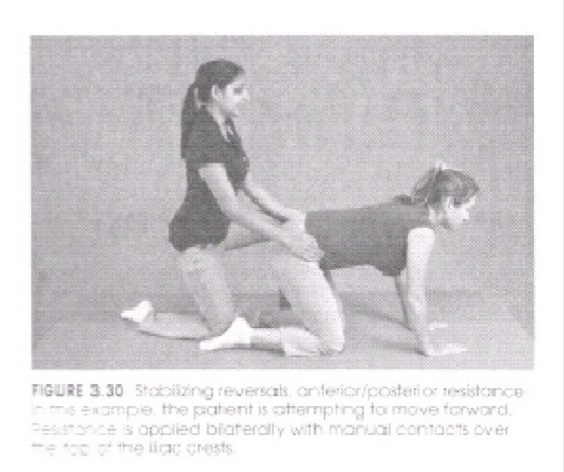 FIGURE 3.30 Stabilizing reversals, anterior/posterior resistance
In this example, the patient is attempting to move forward.
Resistance is applied bilaterally with manual contacts over
the top of the iliac crests.